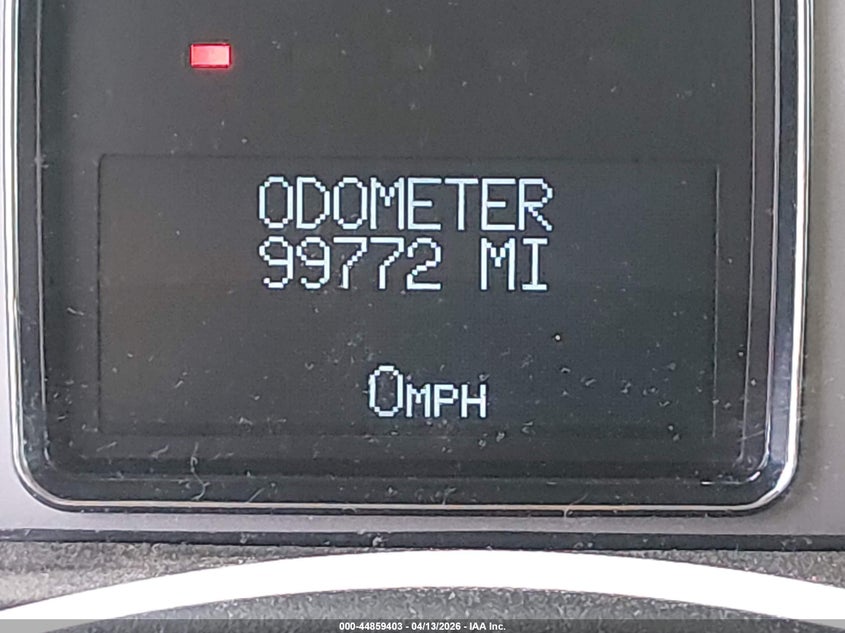 ODOMETER
99772 MI
0MPH
000-44859403 - 04/13/2026 - IAA Inc.